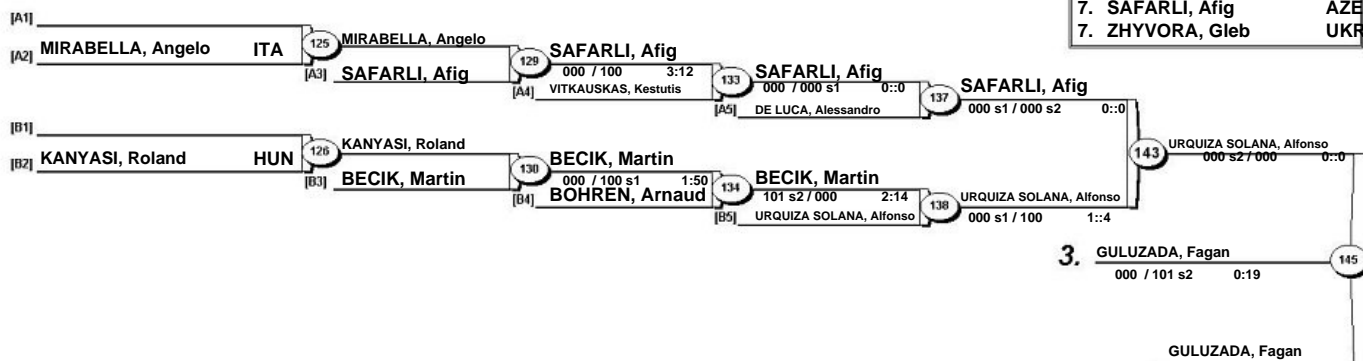 7. SAFARLI, Afig AZE
7. ZHYVORA, Gleb UKR
[A1]
[A2] MIRABELLA, Angelo ITA
125
MIRABELLA, Angelo
[A3] SAFARLI, Afig
129
SAFARLI, Afig
000 / 100 3:12
[A4] VITKAUSKAS, Kestutis
133
SAFARLI, Afig
000 / 000 s1 0::0
[A5] DE LUCA, Alessandro
137
SAFARLI, Afig
000 s1 / 000 s2 0::0
[B1]
[B2] KANYASI, Roland HUN
126
KANYASI, Roland
[B3] BECIK, Martin
130
BECIK, Martin
000 / 100 s1 1:50
[B4] BOHREN, Arnaud
134
BECIK, Martin
101 s2 / 000 2:14
[B5] URQUIZA SOLANA, Alfonso
138
URQUIZA SOLANA, Alfonso
000 s1 / 100 1::4
143
URQUIZA SOLANA, Alfonso
000 s2 / 000 0::0
3. GULUZADA, Fagan
000 / 101 s2 0:19
145
GULUZADA, Fagan